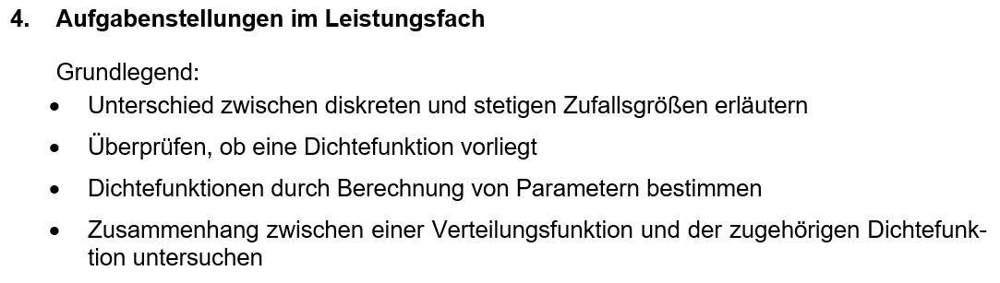 4. Aufgabenstellungen im Leistungsfach
Grundlegend:
• Unterschied zwischen diskreten und stetigen Zufallsgrößen erläutern
• Überprüfen, ob eine Dichtefunktion vorliegt
• Dichtefunktionen durch Berechnung von Parametern bestimmen
• Zusammenhang zwischen einer Verteilungsfunktion und der zugehörigen Dichtefunk-
tion untersuchen